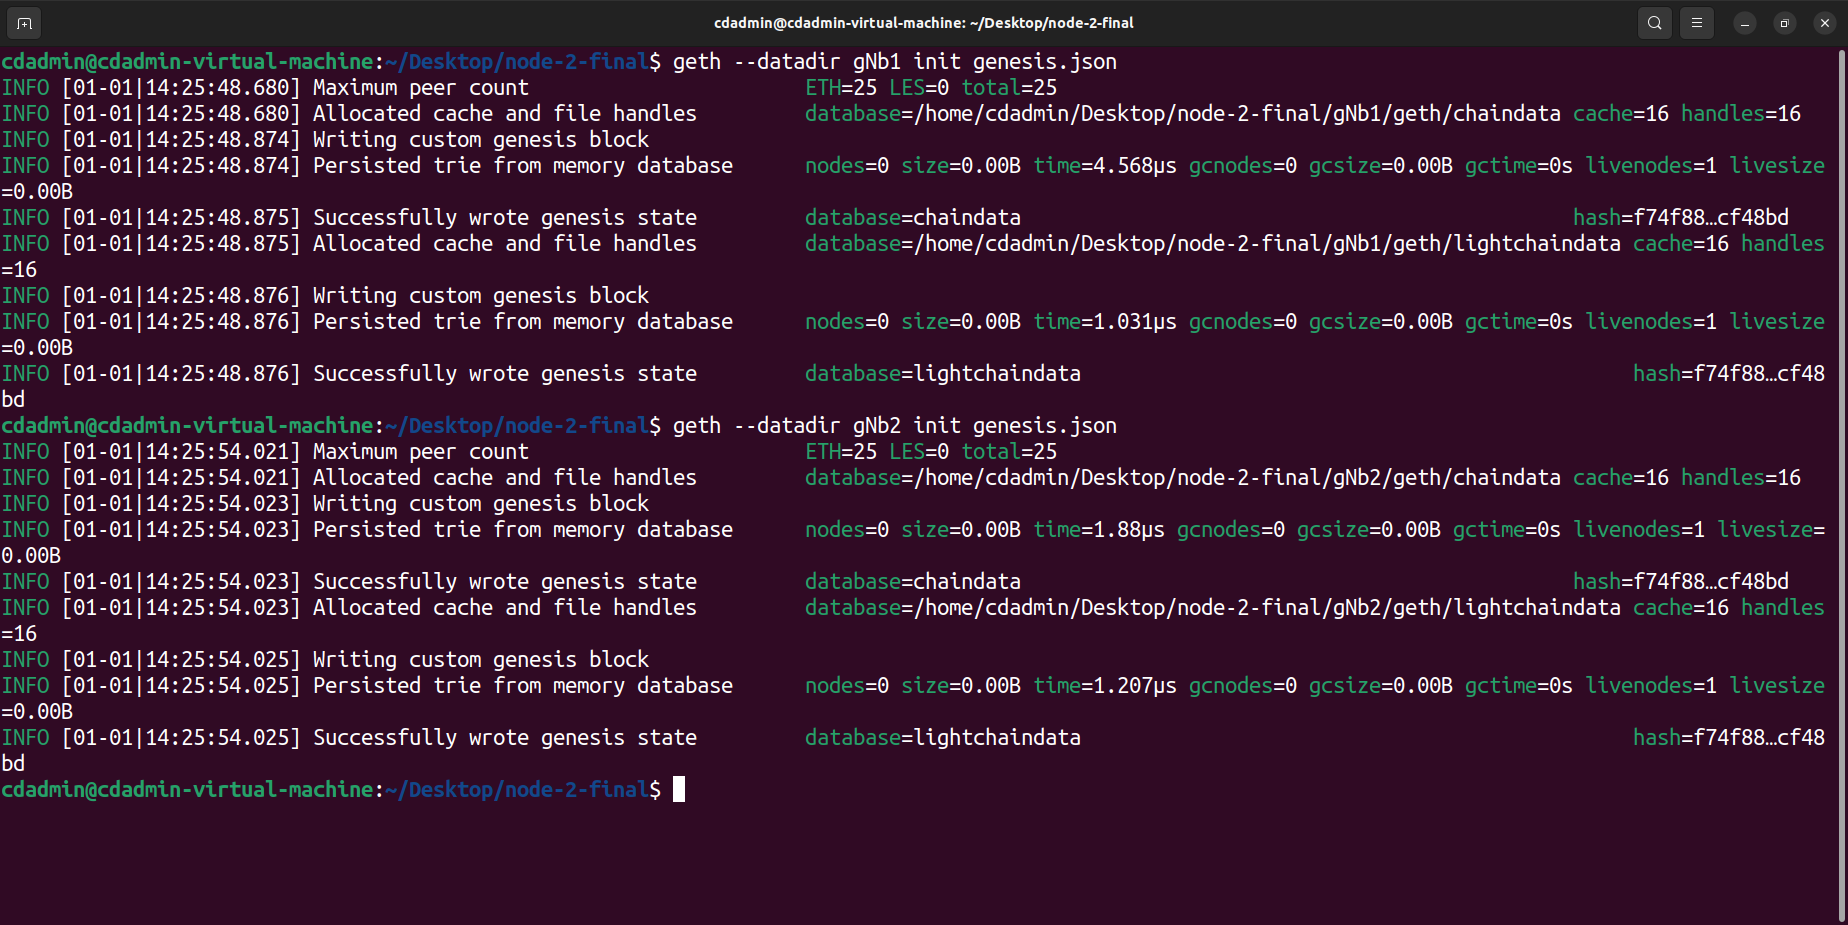 cdadmin@cdadmin-virtual-machine: ~/Desktop/node-2-final
cdadmin@cdadmin-virtual-machine:~/Desktop/node-2-final$ geth --datadir gNb1 init genesis.json
INFO [01-01|14:25:48.680] Maximum peer count                       ETH=25 LES=0 total=25
INFO [01-01|14:25:48.680] Allocated cache and file handles         database=/home/cdadmin/Desktop/node-2-final/gNb1/geth/chaindata cache=16 handles=16
INFO [01-01|14:25:48.874] Writing custom genesis block
INFO [01-01|14:25:48.874] Persisted trie from memory database      nodes=0 size=0.00B time=4.568µs gcnodes=0 gcsize=0.00B gctime=0s livenodes=1 livesize
=0.00B
INFO [01-01|14:25:48.875] Successfully wrote genesis state         database=chaindata                                              hash=f74f88…cf48bd
INFO [01-01|14:25:48.875] Allocated cache and file handles         database=/home/cdadmin/Desktop/node-2-final/gNb1/geth/lightchaindata cache=16 handles
=16
INFO [01-01|14:25:48.876] Writing custom genesis block
INFO [01-01|14:25:48.876] Persisted trie from memory database      nodes=0 size=0.00B time=1.031µs gcnodes=0 gcsize=0.00B gctime=0s livenodes=1 livesize
=0.00B
INFO [01-01|14:25:48.876] Successfully wrote genesis state         database=lightchaindata                                              hash=f74f88…cf48
bd
cdadmin@cdadmin-virtual-machine:~/Desktop/node-2-final$ geth --datadir gNb2 init genesis.json
INFO [01-01|14:25:54.021] Maximum peer count                       ETH=25 LES=0 total=25
INFO [01-01|14:25:54.021] Allocated cache and file handles         database=/home/cdadmin/Desktop/node-2-final/gNb2/geth/chaindata cache=16 handles=16
INFO [01-01|14:25:54.023] Writing custom genesis block
INFO [01-01|14:25:54.023] Persisted trie from memory database      nodes=0 size=0.00B time=1.88µs gcnodes=0 gcsize=0.00B gctime=0s livenodes=1 livesize=
0.00B
INFO [01-01|14:25:54.023] Successfully wrote genesis state         database=chaindata                                              hash=f74f88…cf48bd
INFO [01-01|14:25:54.023] Allocated cache and file handles         database=/home/cdadmin/Desktop/node-2-final/gNb2/geth/lightchaindata cache=16 handles
=16
INFO [01-01|14:25:54.025] Writing custom genesis block
INFO [01-01|14:25:54.025] Persisted trie from memory database      nodes=0 size=0.00B time=1.207µs gcnodes=0 gcsize=0.00B gctime=0s livenodes=1 livesize
=0.00B
INFO [01-01|14:25:54.025] Successfully wrote genesis state         database=lightchaindata                                              hash=f74f88…cf48
bd
cdadmin@cdadmin-virtual-machine:~/Desktop/node-2-final$